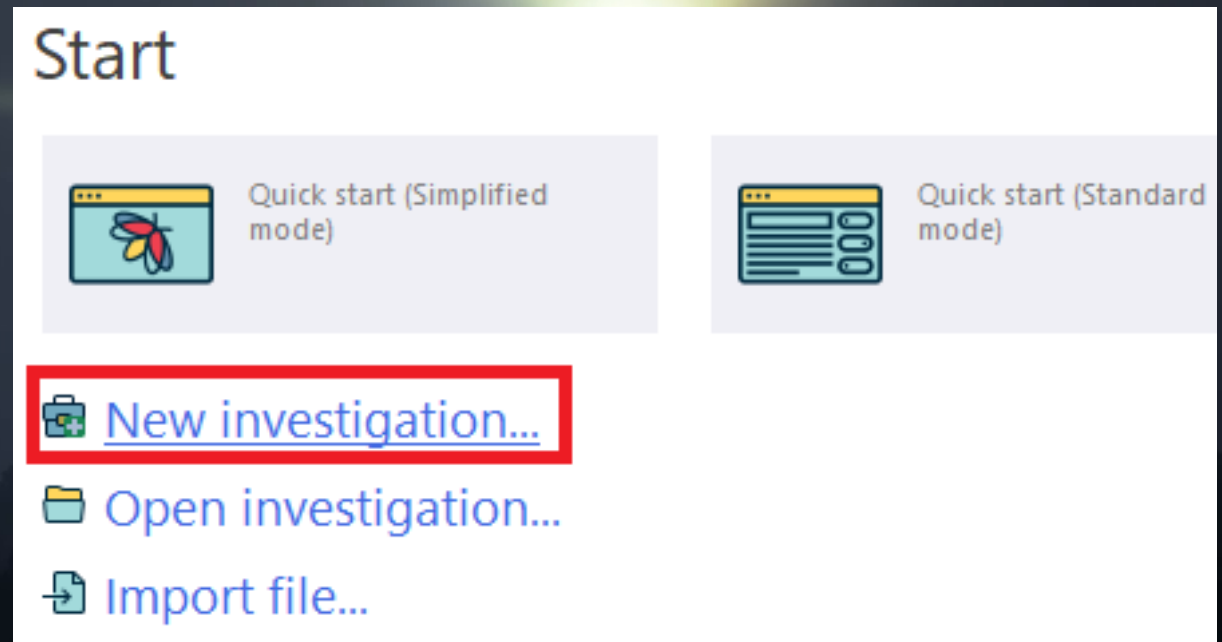 Start
Quick start (Simplified
mode)
Quick start (Standard
mode)
New investigation...
Open investigation...
Import file...